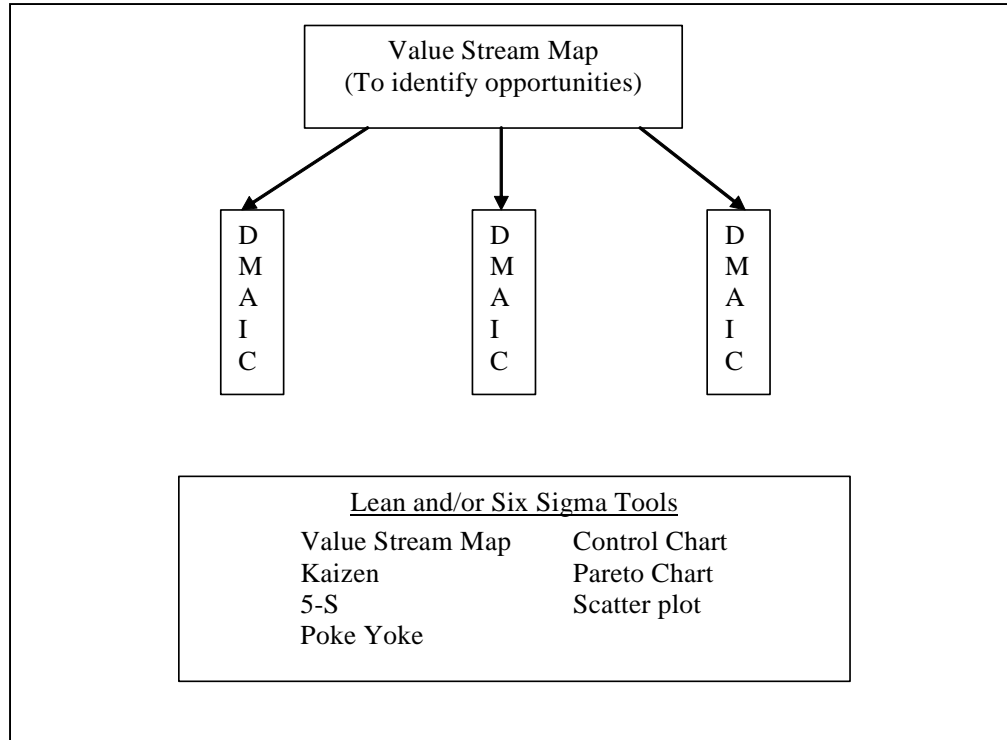 Value Stream Map
(To identify opportunities)
D
M
A
I
C
D
M
A
I
C
D
M
A
I
C
Lean and/or Six Sigma Tools
Value Stream Map
Kaizen
5-S
Poke Yoke
Control Chart
Pareto Chart
Scatter plot